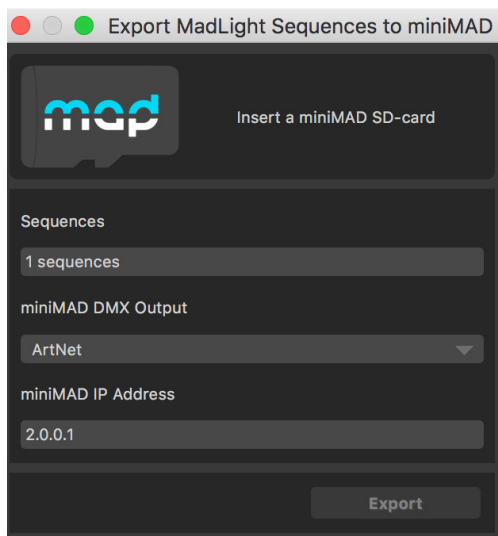 Export MadLight Sequences to miniMAD
mad
Insert a miniMAD SD-card
Sequences
1 sequences
miniMAD DMX Output
ArtNet
miniMAD IP Address
2.0.0.1
Export